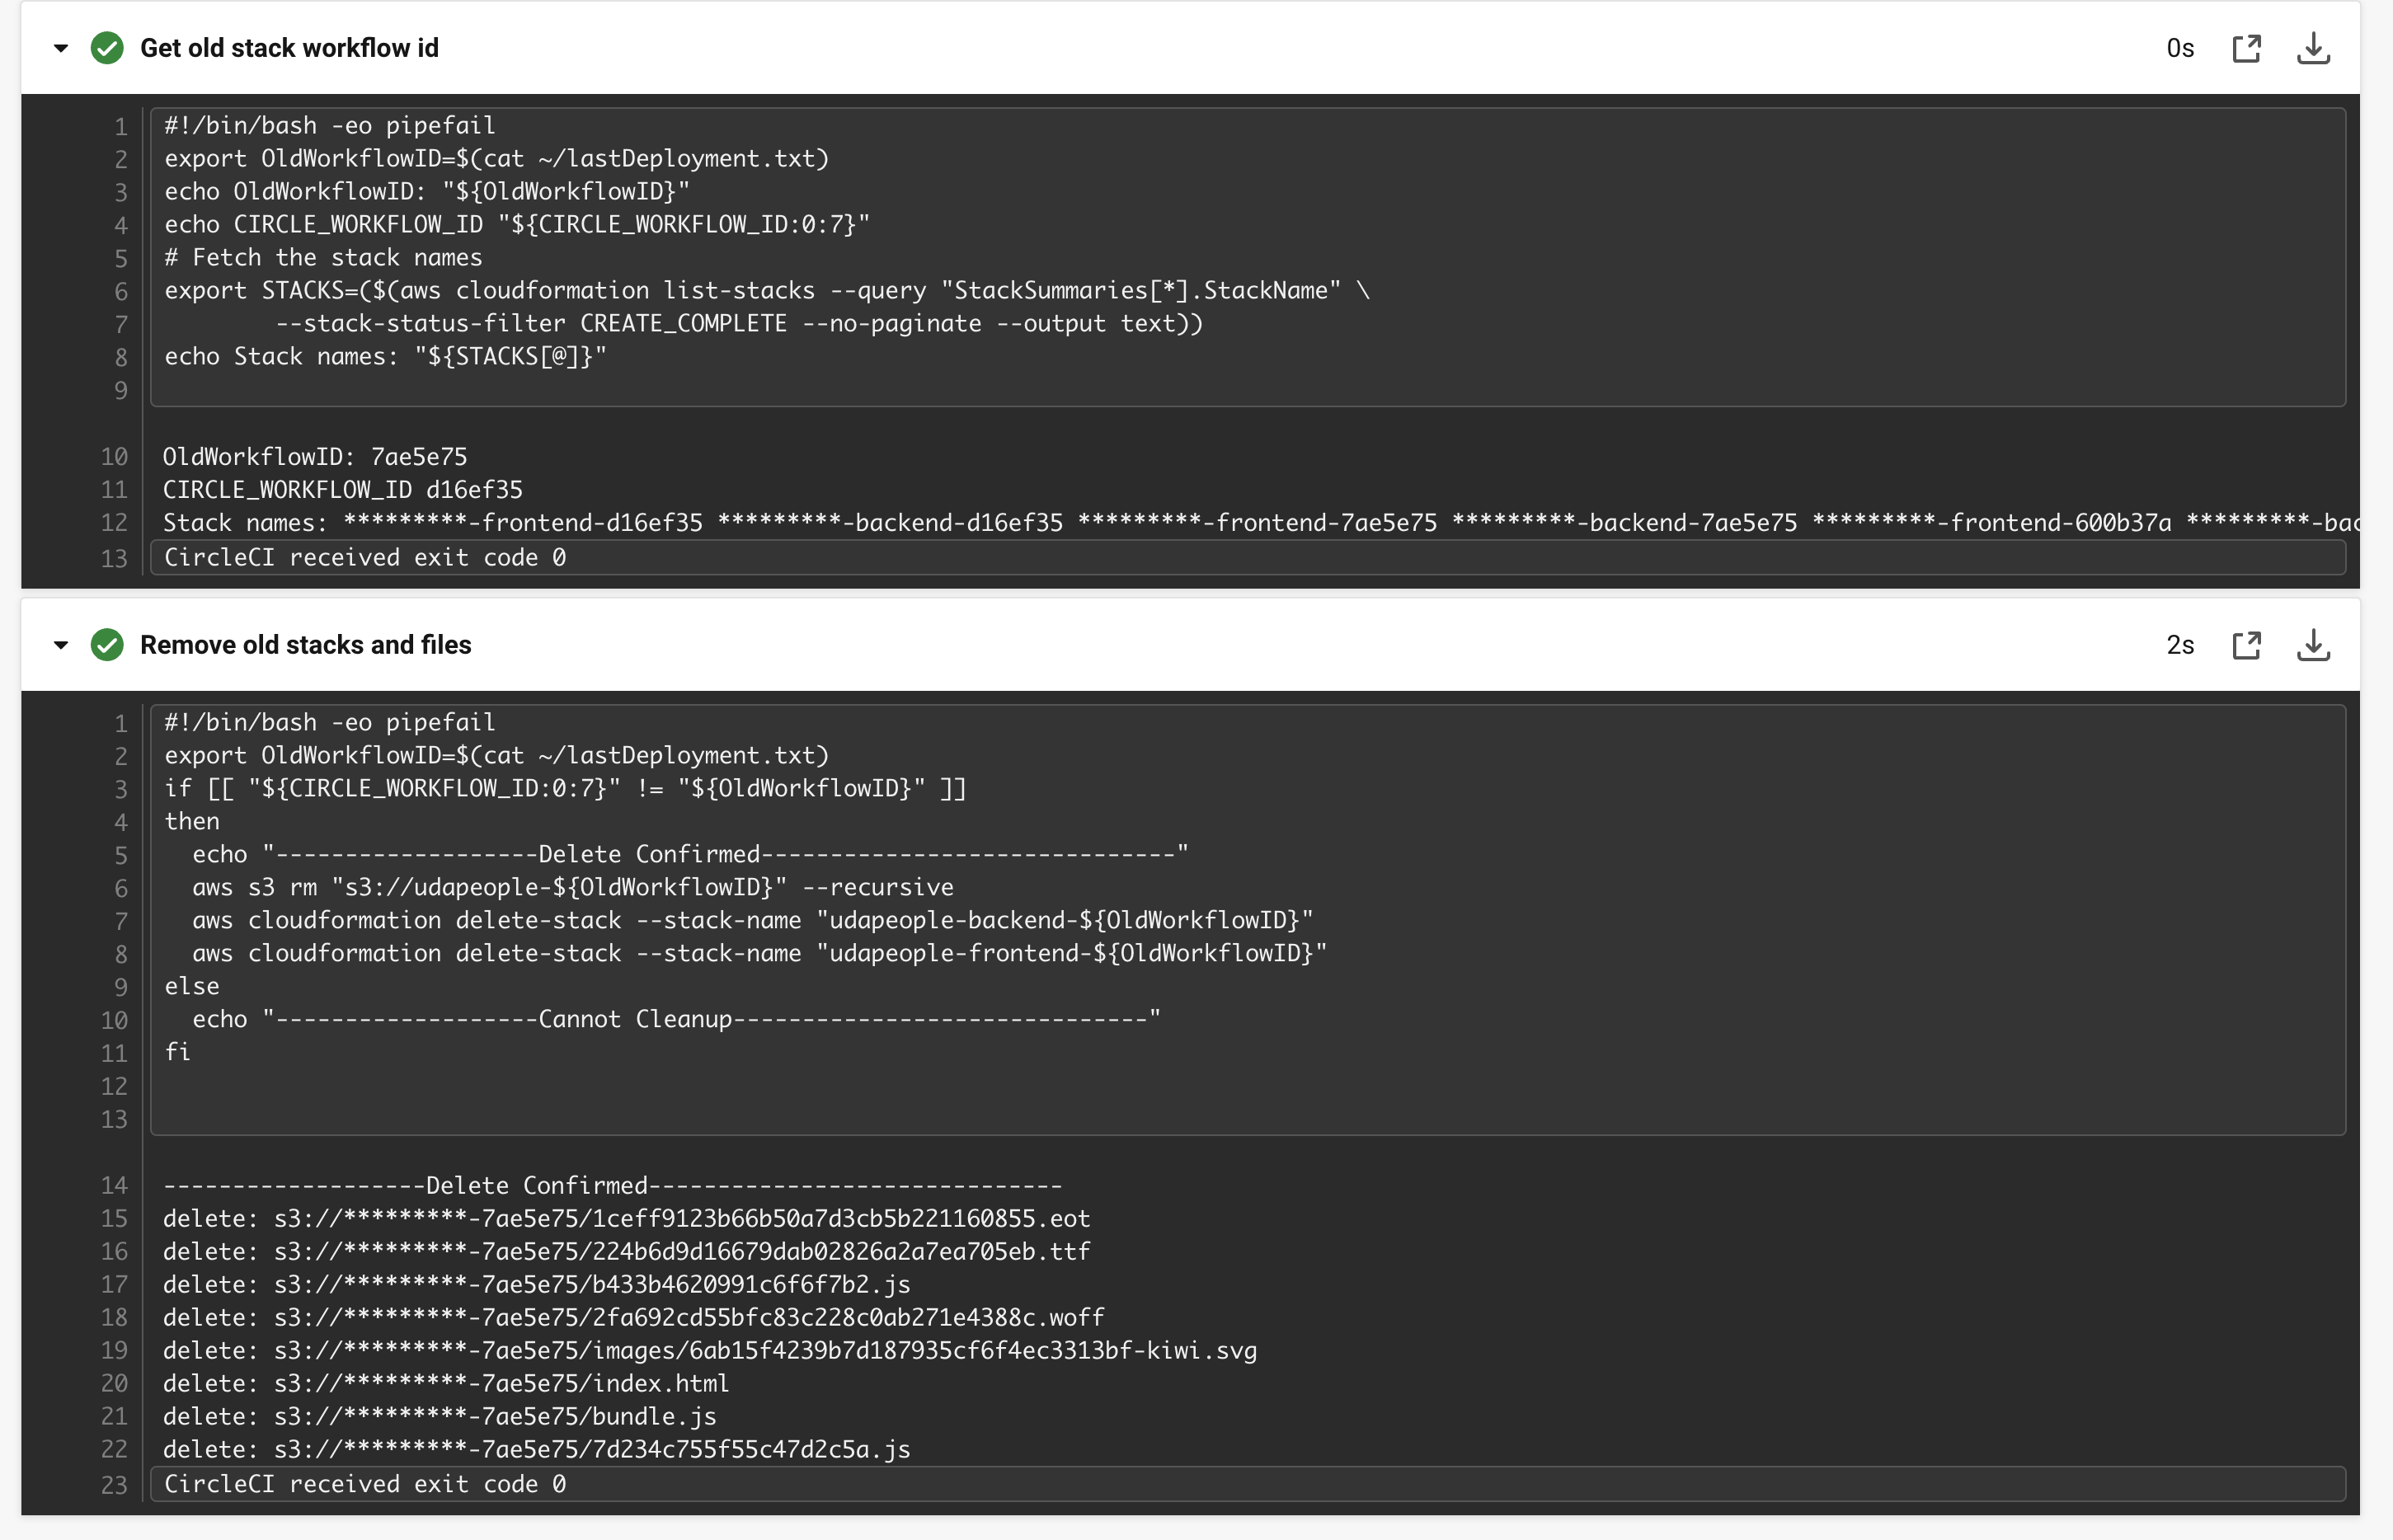 Get old stack workflow id 0s
1 #!/bin/bash -eo pipefail
2 export OldWorkflowID=$(cat ~/lastDeployment.txt)
3 echo OldWorkflowID: "${OldWorkflowID}"
4 echo CIRCLE_WORKFLOW_ID "${CIRCLE_WORKFLOW_ID:0:7}"
5 # Fetch the stack names
6 export STACKS=($(aws cloudformation list-stacks --query "StackSummaries[*].StackName" \
7 --stack-status-filter CREATE_COMPLETE --no-paginate --output text))
8 echo Stack names: "${STACKS[@]}"
9
10 OldWorkflowID: 7ae5e75
11 CIRCLE_WORKFLOW_ID d16ef35
12 Stack names: *********-frontend-d16ef35 *********-backend-d16ef35 *********-frontend-7ae5e75 *********-backend-7ae5e75 *********-frontend-600b37a *********-bac
13 CircleCI received exit code 0
Remove old stacks and files 2s
1 #!/bin/bash -eo pipefail
2 export OldWorkflowID=$(cat ~/lastDeployment.txt)
3 if [[ "${CIRCLE_WORKFLOW_ID:0:7}" != "${OldWorkflowID}" ]]
4 then
5 echo "-------------------Delete Confirmed------------------------------"
6 aws s3 rm "s3://udapeople-${OldWorkflowID}" --recursive
7 aws cloudformation delete-stack --stack-name "udapeople-backend-${OldWorkflowID}"
8 aws cloudformation delete-stack --stack-name "udapeople-frontend-${OldWorkflowID}"
9 else
10 echo "-------------------Cannot Cleanup------------------------------"
11 fi
12
13
14 -------------------Delete Confirmed------------------------------
15 delete: s3://*********-7ae5e75/1ceff9123b66b50a7d3cb5b221160855.eot
16 delete: s3://*********-7ae5e75/224b6d9d16679dab02826a2a7ea705eb.ttf
17 delete: s3://*********-7ae5e75/b433b4620991c6f6f7b2.js
18 delete: s3://*********-7ae5e75/2fa692cd55bfc83c228c0ab271e4388c.woff
19 delete: s3://*********-7ae5e75/images/6ab15f4239b7d187935cf6f4ec3313bf-kiwi.svg
20 delete: s3://*********-7ae5e75/index.html
21 delete: s3://*********-7ae5e75/bundle.js
22 delete: s3://*********-7ae5e75/7d234c755f55c47d2c5a.js
23 CircleCI received exit code 0